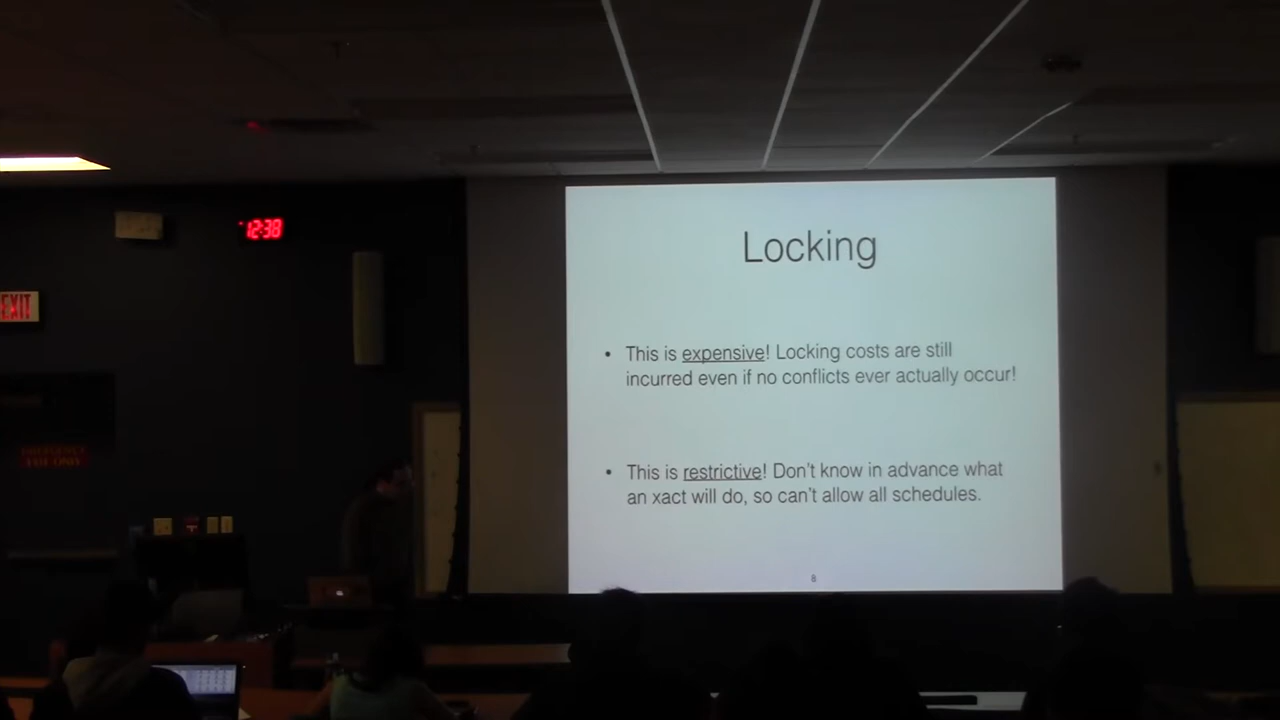 12:38
EXIT
Locking
• This is expensive! Locking costs are still
incurred even if no conflicts ever actually occur!
• This is restrictive! Don't know in advance what
an xact will do, so can't allow all schedules.
8